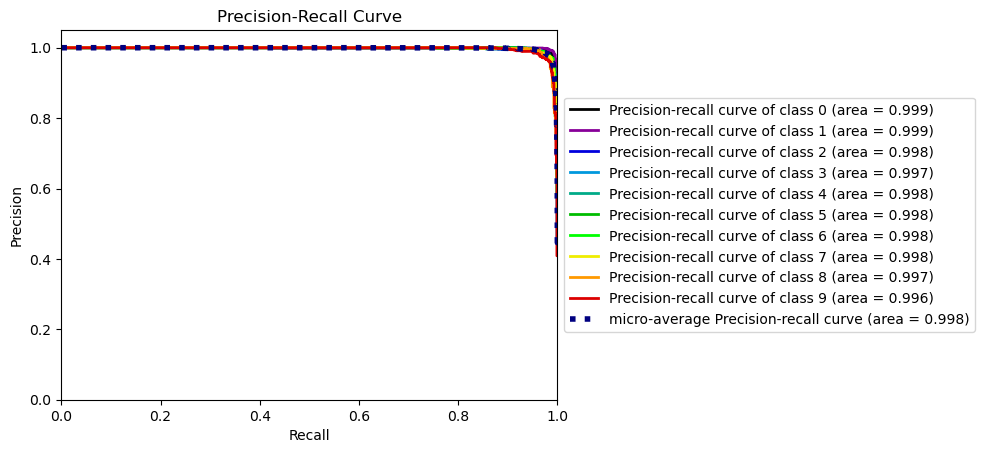 Precision-Recall Curve
1.0
0.8
0.6
0.4
0.2
0.0
Precision
0.0 0.2 0.4 0.6 0.8 1.0
Recall
Precision-recall curve of class 0 (area = 0.999)
Precision-recall curve of class 1 (area = 0.999)
Precision-recall curve of class 2 (area = 0.998)
Precision-recall curve of class 3 (area = 0.997)
Precision-recall curve of class 4 (area = 0.998)
Precision-recall curve of class 5 (area = 0.998)
Precision-recall curve of class 6 (area = 0.998)
Precision-recall curve of class 7 (area = 0.998)
Precision-recall curve of class 8 (area = 0.997)
Precision-recall curve of class 9 (area = 0.996)
micro-average Precision-recall curve (area = 0.998)